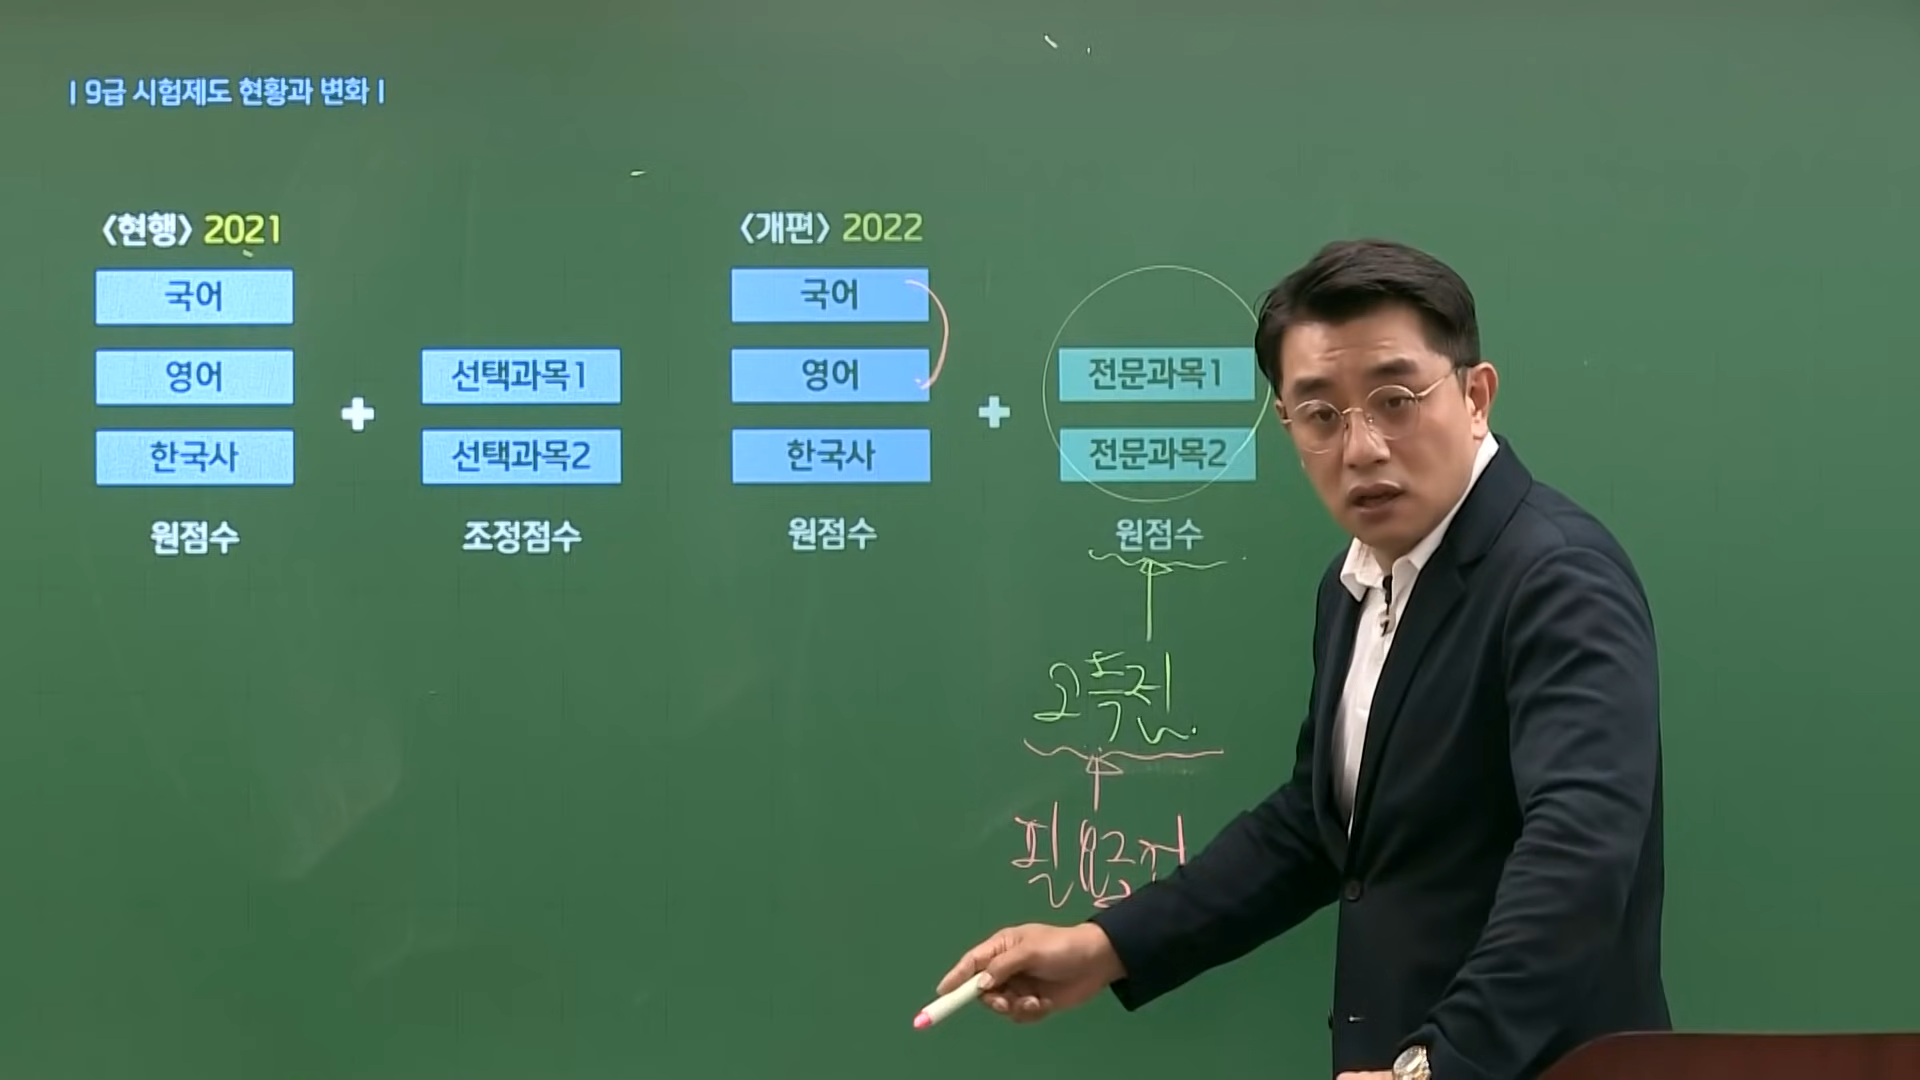 | 9급 시험제도 현황과 변화 |
<현행> 2021
국어
영어
한국사
원점수
+
선택과목1
선택과목2
조정점수
<개편> 2022
국어
영어
한국사
원점수
+
전문과목1
전문과목2
원점수
고득점